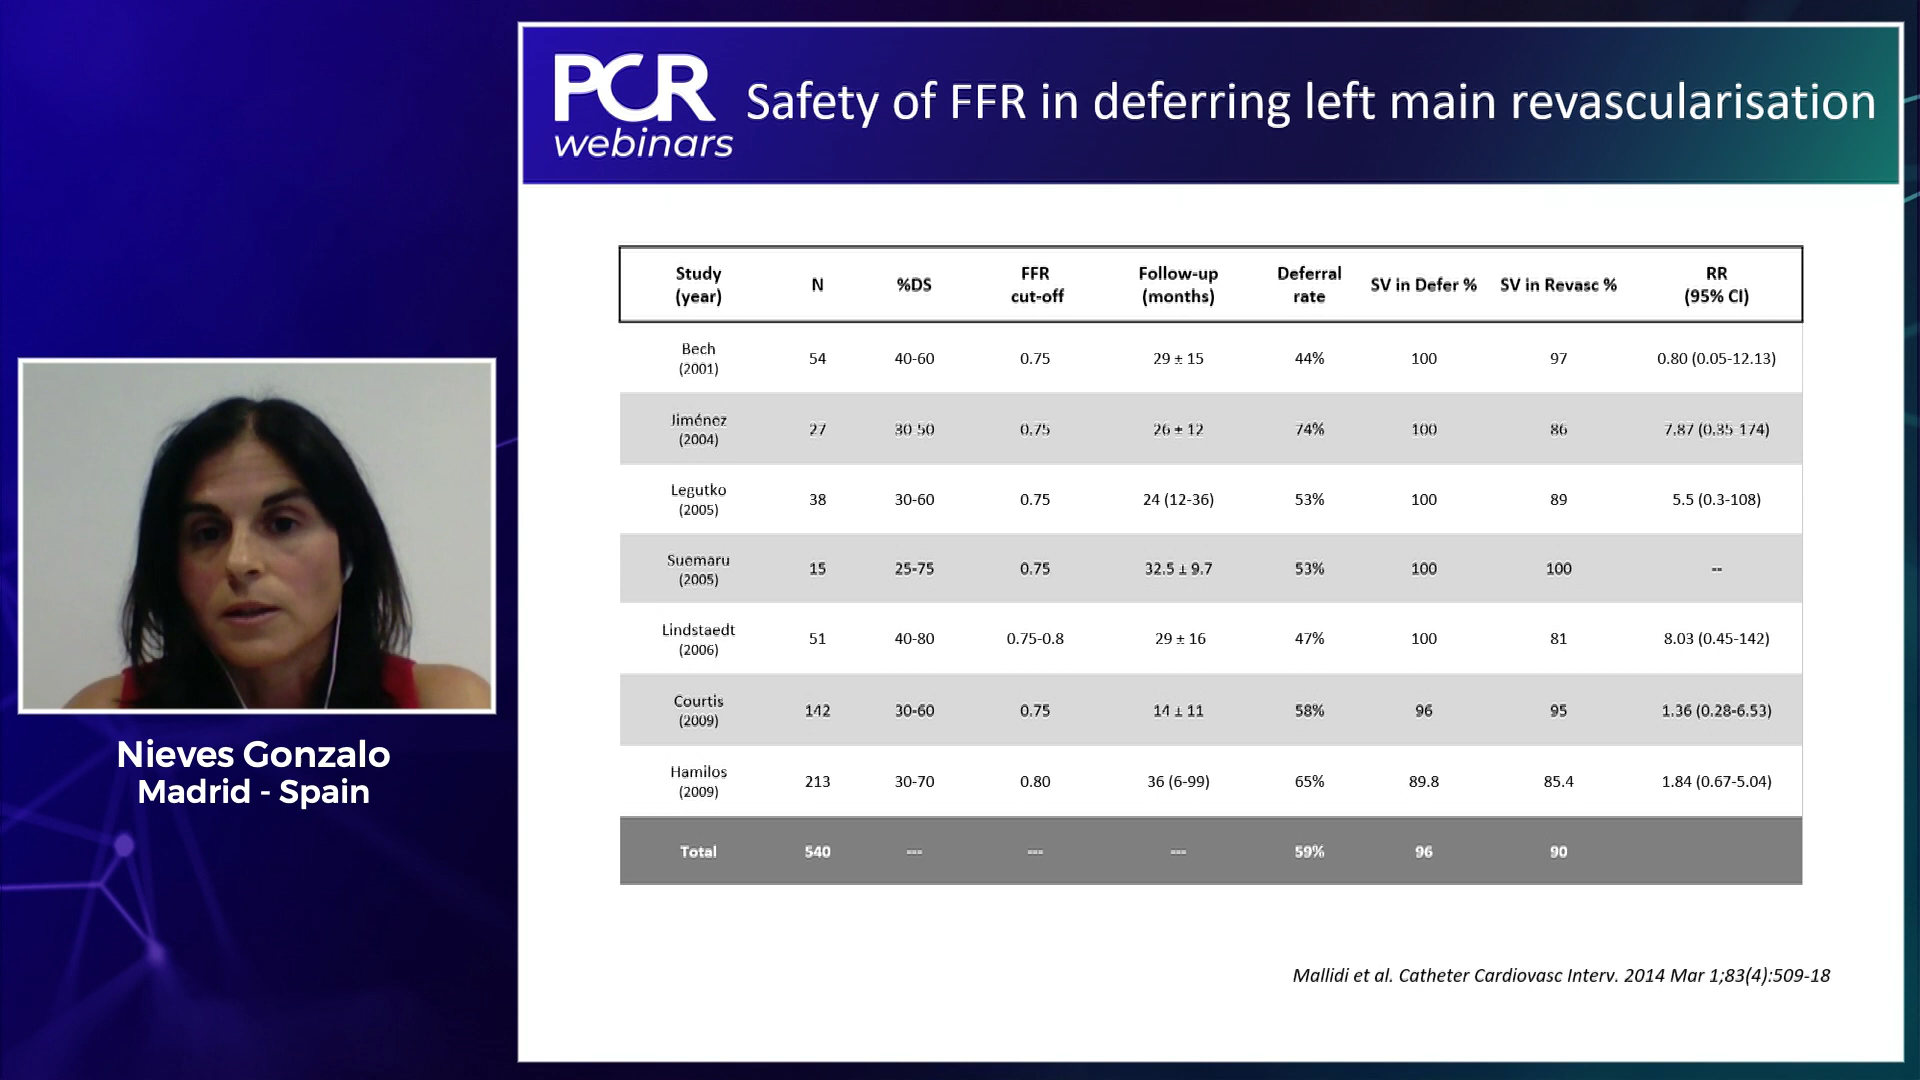 PCR
webinars
Safety of FFR in deferring left main revascularisation
Study (year) N %DS FFR cut-off Follow-up (months) Deferral rate SV in Defer % SV in Revasc % RR (95% CI)
Bech (2001) 54 40-60 0.75 29 ± 15 44% 100 97 0.80 (0.05-12.13)
Jiménez (2004) 27 30-50 0.75 26 ± 12 74% 100 86 7.87 (0.35-174)
Legutko (2005) 38 30-60 0.75 24 (12-36) 53% 100 89 5.5 (0.3-108)
Suemaru (2005) 15 25-75 0.75 32.5 ± 9.7 53% 100 100 --
Lindstaedt (2006) 51 40-80 0.75-0.8 29 ± 16 47% 100 81 8.03 (0.45-142)
Courtis (2009) 142 30-60 0.75 14 ± 11 58% 96 95 1.36 (0.28-6.53)
Hamilos (2009) 213 30-70 0.80 36 (6-99) 65% 89.8 85.4 1.84 (0.67-5.04)
Total 540 --- --- --- 59% 96 90
Mallidi et al. Catheter Cardiovasc Interv. 2014 Mar 1;83(4):509-18
Nieves Gonzalo
Madrid - Spain